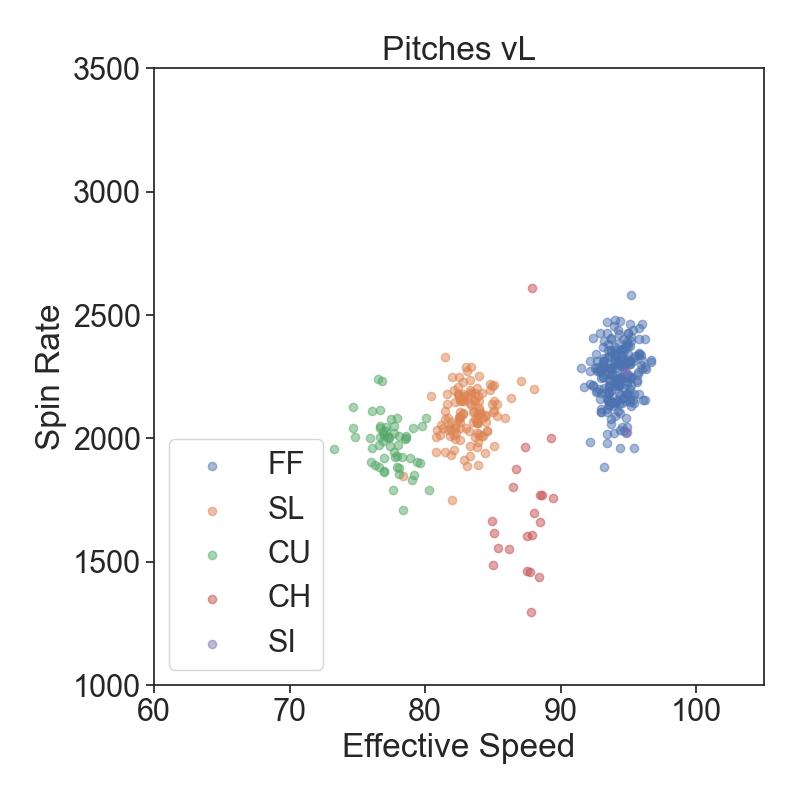 Pitches vL
3500
3000
2500
2000
1500
1000
Spin Rate
FF
SL
CU
CH
SI
60 70 80 90 100
Effective Speed